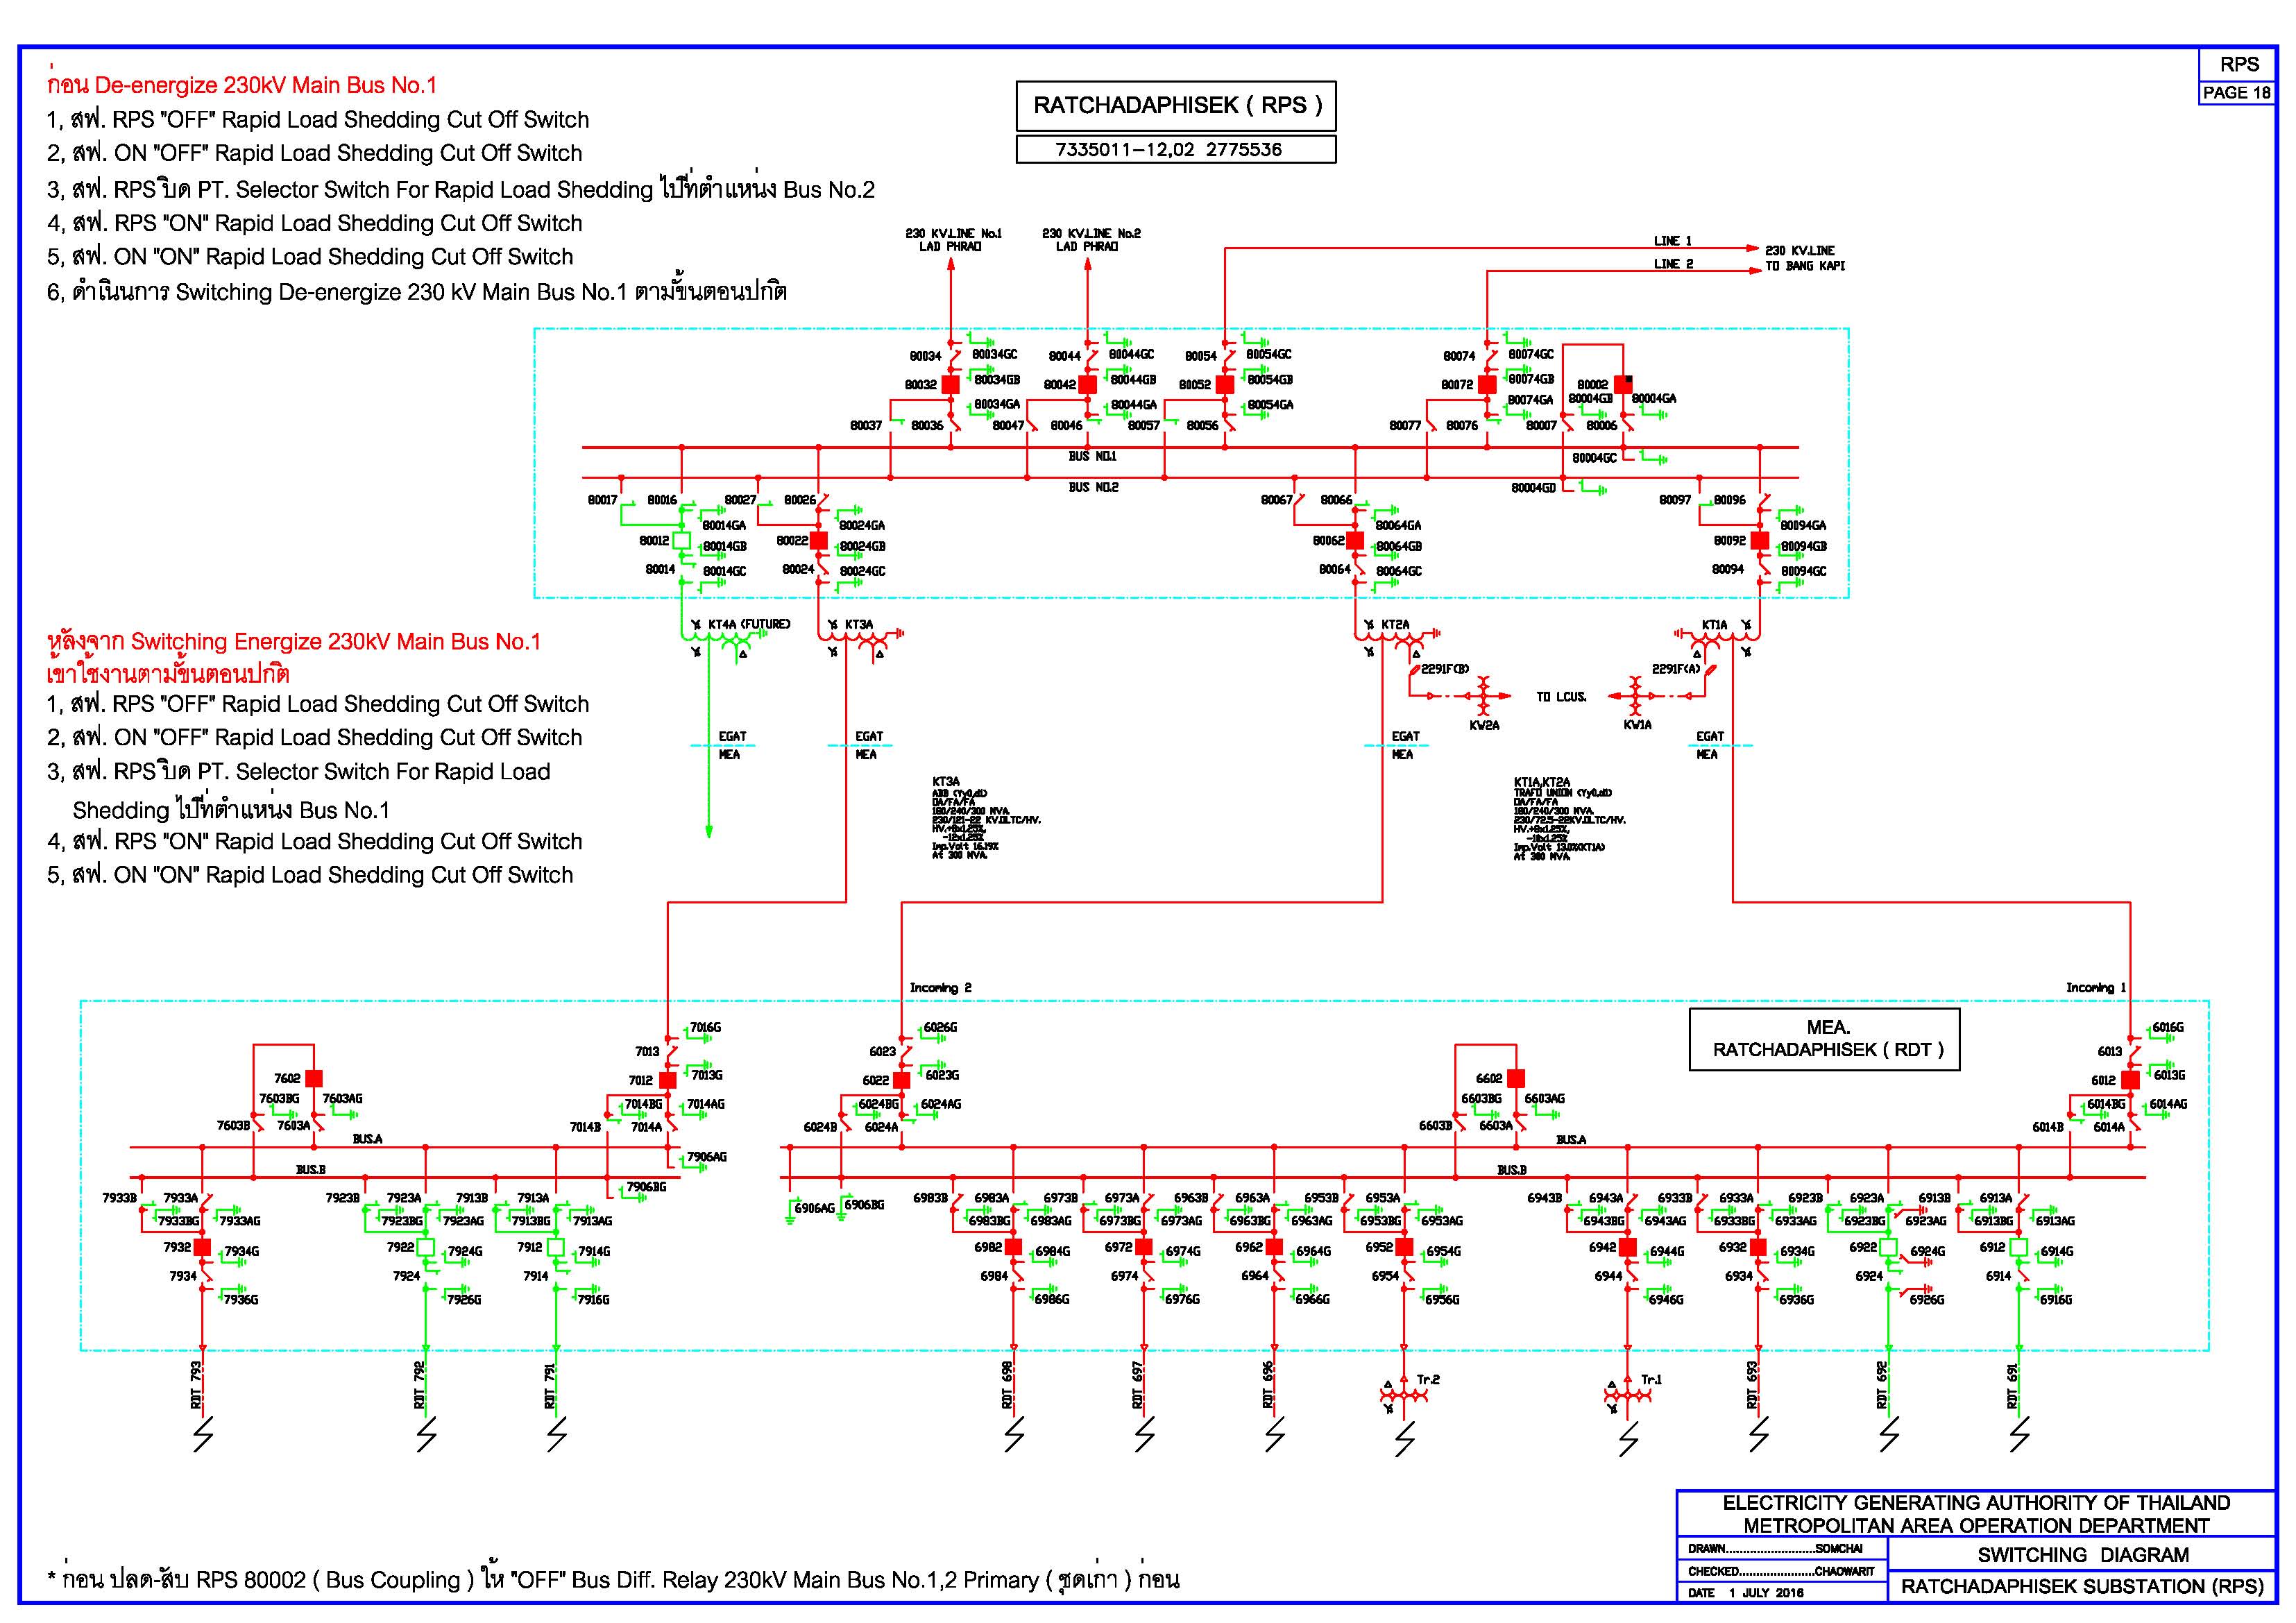 RPS
PAGE 18
ก่อน De-energize 230kV Main Bus No.1
1, สฟ. RPS "OFF" Rapid Load Shedding Cut Off Switch
2, สฟ. ON "OFF" Rapid Load Shedding Cut Off Switch
3, สฟ. RPS บิด PT. Selector Switch For Rapid Load Shedding ไปที่ตำแหน่ง Bus No.2
4, สฟ. RPS "ON" Rapid Load Shedding Cut Off Switch
5, สฟ. ON "ON" Rapid Load Shedding Cut Off Switch
6, ดำเนินการ Switching De-energize 230 kV Main Bus No.1 ตามขั้นตอนปกติ
RATCHADAPHISEK ( RPS )
7335011-12,02 2775536
230 KV.LINE No.1
LAD PHRAO
230 KV.LINE No.2
LAD PHRAO
LINE 1
LINE 2
230 KV.LINE
TO BANG KAPI
80034 80034GC 80044 80044GC 80054 80054GC 80074 80074GC
80032 80034GB 80042 80044GB 80052 80054GB 80072 80074GB 80002
80034GA 80044GA 80054GA 80074GA 80004GB 80004GA
80037 80036 80047 80046 80057 80056 80077 80076 80007 80006
BUS NO.1
80004GC
BUS NO.2
80004GD
80017 80016 80027 80026 80067 80066 80097 80096
80014GA 80024GA 80064GA 80094GA
80012 80014GB 80022 80024GB 80062 80064GB 80092 80094GB
80014 80014GC 80024 80024GC 80064 80064GC 80094 80094GC
KT4A (FUTURE) KT3A KT2A KT1A
2291F(B) 2291F(A)
TO LCUS.
KW2A KW1A
EGAT EGAT EGAT EGAT
MEA MEA MEA MEA
หลังจาก Switching Energize 230kV Main Bus No.1
เข้าใช้งานตามขั้นตอนปกติ
1, สฟ. RPS "OFF" Rapid Load Shedding Cut Off Switch
2, สฟ. ON "OFF" Rapid Load Shedding Cut Off Switch
3, สฟ. RPS บิด PT. Selector Switch For Rapid Load
Shedding ไปที่ตำแหน่ง Bus No.1
4, สฟ. RPS "ON" Rapid Load Shedding Cut Off Switch
5, สฟ. ON "ON" Rapid Load Shedding Cut Off Switch
KT3A
ABB (Yy0,d1)
OA/FA/FA
180/240/300 MVA.
230/121-22 KV.OLTC/HV.
HV.+8x1.25%,
-12x1.25%
Imp.Volt 16.19%
At 300 MVA.
KT1A,KT2A
TRAFO UNION (Yy0,d1)
OA/FA/FA
180/240/300 MVA.
230/72.5-22KV.OLTC/HV.
HV.+8x1.25%,
Imp.Volt 13.0%(KT1A)
At 300 MVA.
Incoming 2
Incoming 1
MEA.
RATCHADAPHISEK ( RDT )
7016G 6026G 6016G
7013 6023 6013
7602 7012 7013G 6022 6023G 6602 6012 6013G
7603BG 7603AG 7014BG 7014AG 6024BG 6024AG 6603BG 6603AG 6014BG 6014AG
7603B 7603A 7014B 7014A 6024B 6024A 6603B 6603A 6014B 6014A
BUS.A BUS.A
7906AG
BUS.B BUS.B
7906BG
6906AG 6906BG
7933B 7933A 7923B 7923A 7913B 7913A 6983B 6983A 6973B 6973A 6963B 6963A 6953B 6953A 6943B 6943A 6933B 6933A 6923B 6923A 6913B 6913A
7933BG 7933AG 7923BG 7923AG 7913BG 7913AG 6983BG 6983AG 6973BG 6973AG 6963BG 6963AG 6953BG 6953AG 6943BG 6943AG 6933BG 6933AG 6923BG 6923AG 6913BG 6913AG
7932 7934G 7922 7924G 7912 7914G 6982 6984G 6972 6974G 6962 6964G 6952 6954G 6942 6944G 6932 6934G 6922 6924G 6912 6914G
7934 7924 7914 6984 6974 6964 6954 6944 6934 6924 6914
7936G 7926G 7916G 6986G 6976G 6966G 6956G 6946G 6936G 6926G 6916G
RDT 793 RDT 792 RDT 791 RDT 698 RDT 697 RDT 696 Tr.2 Tr.1 RDT 693 RDT 692 RDT 691
* ก่อน ปลด-สับ RPS 80002 ( Bus Coupling ) ให้ "OFF" Bus Diff. Relay 230kV Main Bus No.1,2 Primary ( ชุดเก่า ) ก่อน
ELECTRICITY GENERATING AUTHORITY OF THAILAND
METROPOLITAN AREA OPERATION DEPARTMENT
DRAWN..........................SOMCHAI
CHECKED......................CHAOWARIT
DATE 1 JULY 2016
SWITCHING DIAGRAM
RATCHADAPHISEK SUBSTATION (RPS)